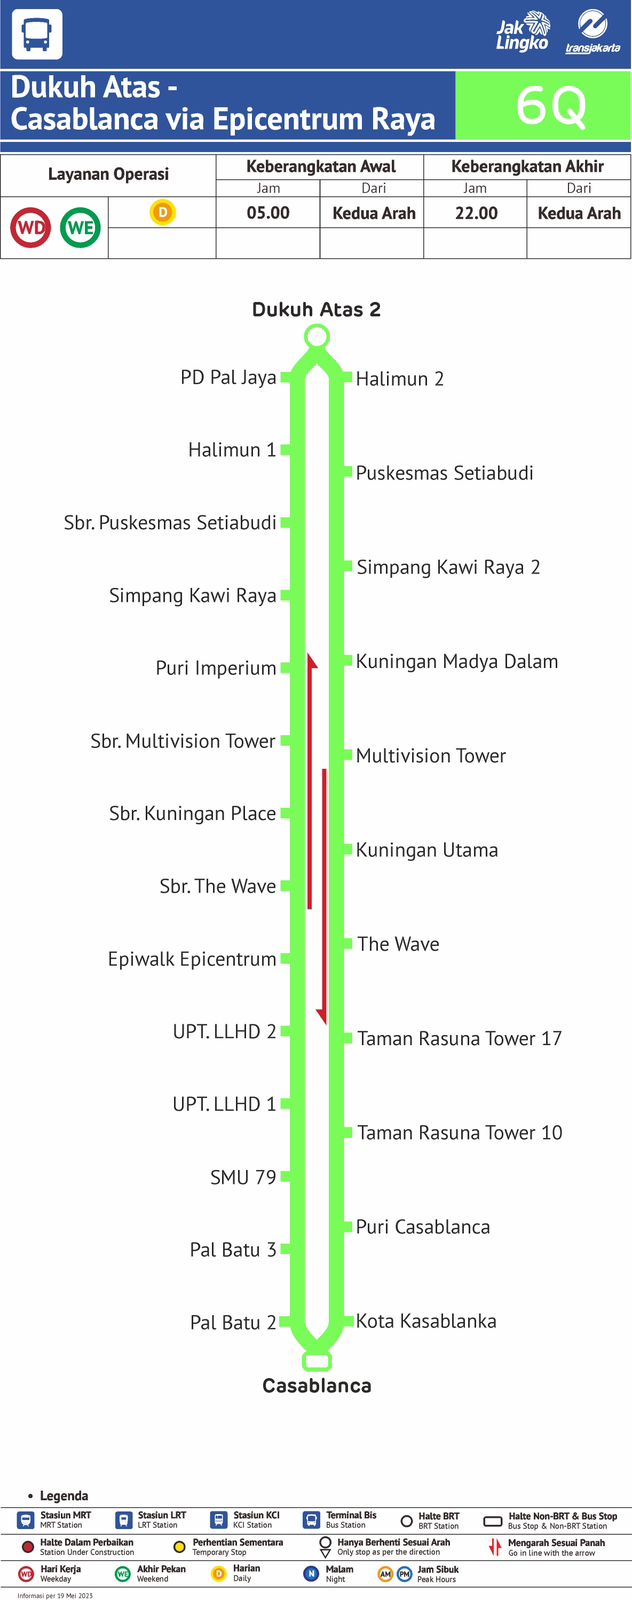 Jak
Lingko
transjakarta
Dukuh Atas -
Casablanca via Epicentrum Raya
6Q
Layanan Operasi
Keberangkatan Awal
Keberangkatan Akhir
Jam
Dari
Jam
Dari
WD
WE
D
05.00
Kedua Arah
22.00
Kedua Arah
Dukuh Atas 2
PD Pal Jaya
Halimun 2
Halimun 1
Puskesmas Setiabudi
Sbr. Puskesmas Setiabudi
Simpang Kawi Raya 2
Simpang Kawi Raya
Kuningan Madya Dalam
Puri Imperium
Sbr. Multivision Tower
Multivision Tower
Sbr. Kuningan Place
Kuningan Utama
Sbr. The Wave
The Wave
Epiwalk Epicentrum
UPT. LLHD 2
Taman Rasuna Tower 17
UPT. LLHD 1
Taman Rasuna Tower 10
SMU 79
Puri Casablanca
Pal Batu 3
Pal Batu 2
Kota Kasablanka
Casablanca
• Legenda
Stasiun MRT
MRT Station
Stasiun LRT
LRT Station
Stasiun KCI
KCI Station
Terminal Bis
Bus Station
Halte BRT
BRT Station
Halte Non-BRT & Bus Stop
Bus Stop & Non-BRT Station
Halte Dalam Perbaikan
Station Under Construction
Perhentian Sementara
Temporary Stop
Hanya Berhenti Sesuai Arah
Only stop as per the direction
Mengarah Sesuai Panah
Go in line with the arrow
WD
Hari Kerja
Weekday
WE
Akhir Pekan
Weekend
D
Harian
Daily
N
Malam
Night
AM
PM
Jam Sibuk
Peak Hours
Informasi per 19 Mei 2023